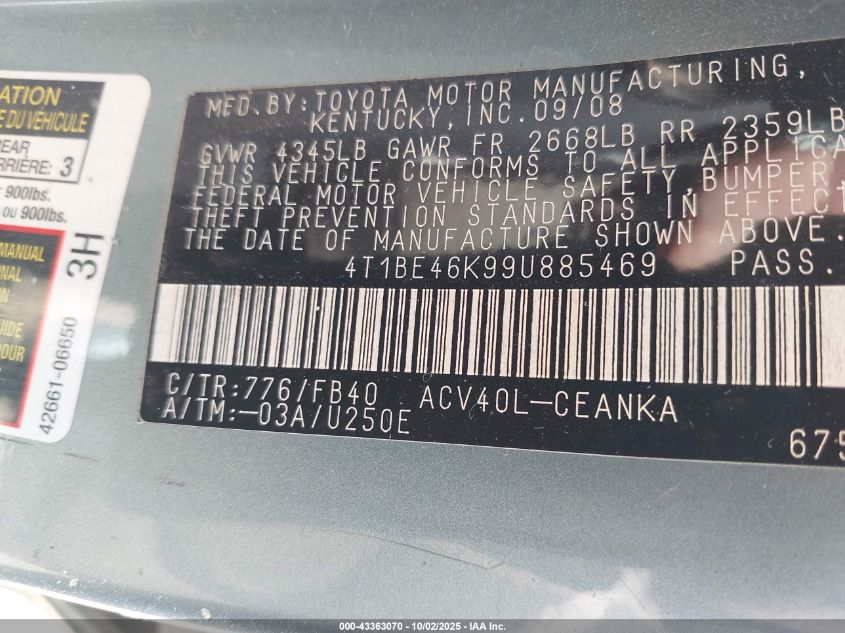 ATION
E DU VÉHICULE
REAR
ARRIÈRE: 3
900lbs.
ou 900lbs.
MANUAL
3H
42661-06650
MFD. BY: TOYOTA MOTOR MANUFACTURING,
KENTUCKY, INC. 09/08
GVWR 4345LB GAWR FR 2668LB RR 2359LB
THIS VEHICLE CONFORMS TO ALL APPLICA
FEDERAL MOTOR VEHICLE SAFETY, BUMPER,
THEFT PREVENTION STANDARDS IN EFFECT
THE DATE OF MANUFACTURE SHOWN ABOVE.
4T1BE46K99U885469 PASS.
C/TR: 776/FB40 ACV40L-CEANKA
A/TM: -03A/U250E
675
000-43363070 - 10/02/2025 - IAA Inc.